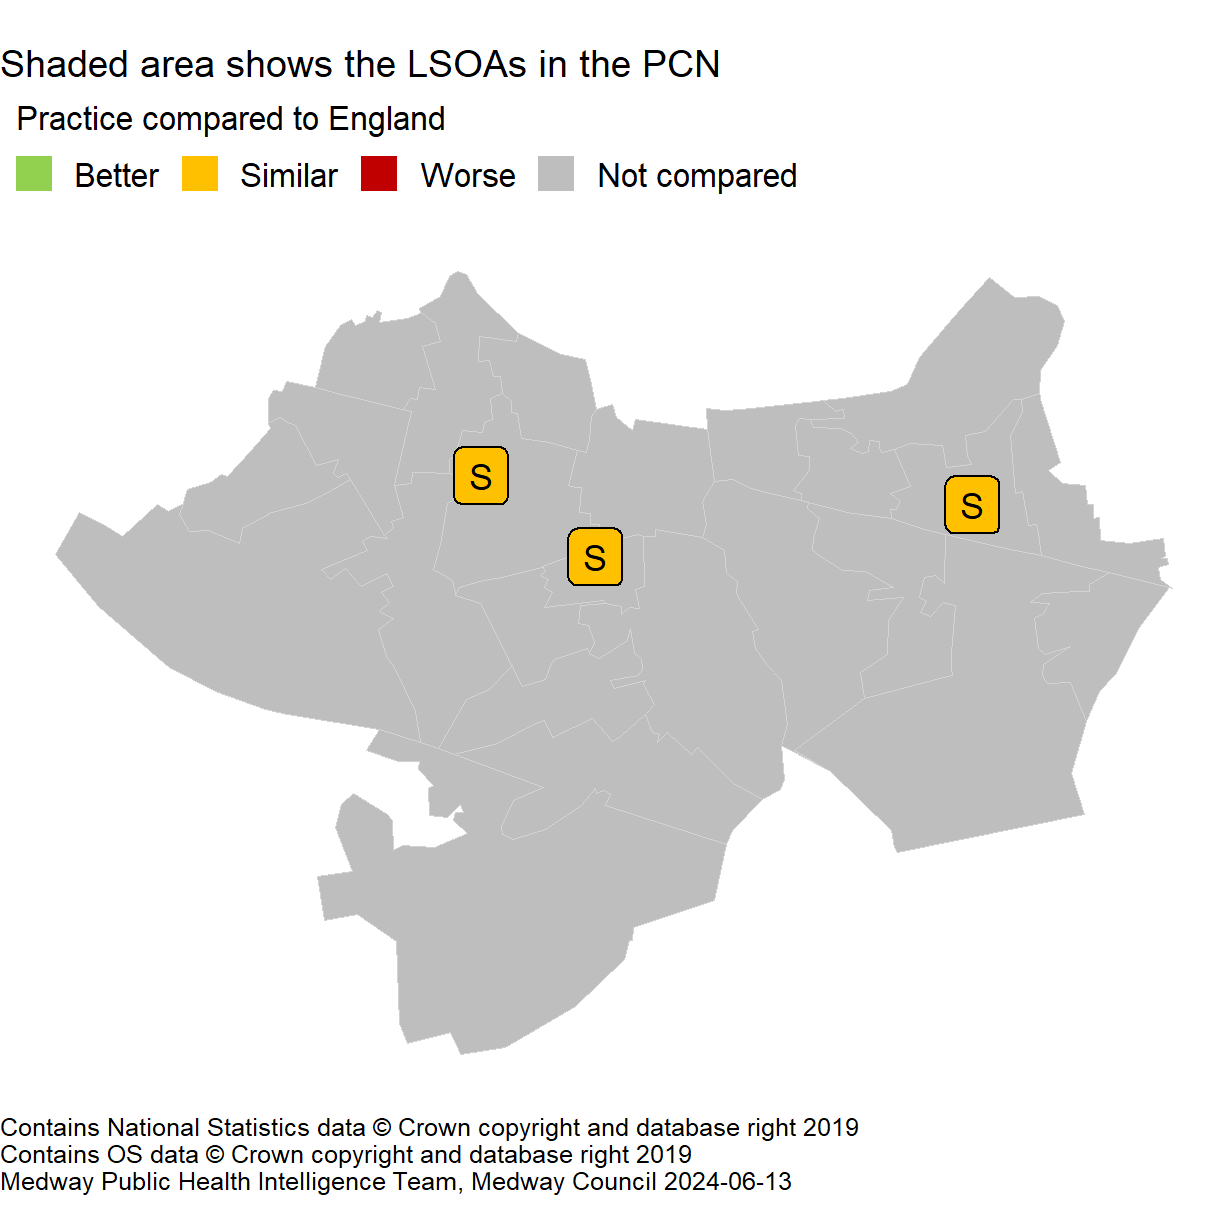 Shaded area shows the LSOAs in the PCN
Practice compared to England
Better Similar Worse Not compared
S
S
S
Contains National Statistics data © Crown copyright and database right 2019
Contains OS data © Crown copyright and database right 2019
Medway Public Health Intelligence Team, Medway Council 2024-06-13